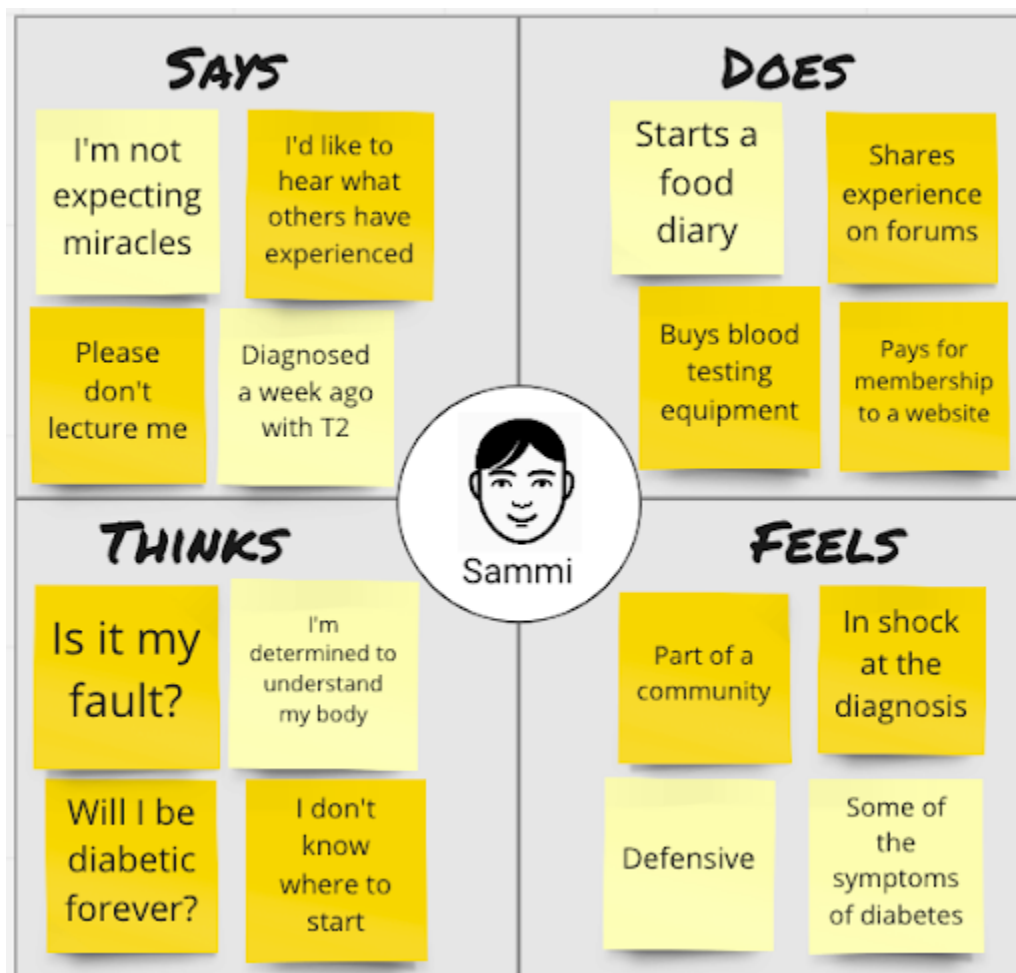 SAYS
I'm not
expecting
miracles
I'd like to
hear what
others have
experienced
Please
don't
lecture me
Diagnosed
a week ago
with T2
DOES
Starts a
food
diary
Shares
experience
on forums
Buys blood
testing
equipment
Pays for
membership
to a website
Sammi
THINKS
Is it my
fault?
I'm
determined to
understand
my body
Will I be
diabetic
forever?
I don't
know
where to
start
FEELS
Part of a
community
In shock
at the
diagnosis
Defensive
Some of
the
symptoms
of diabetes